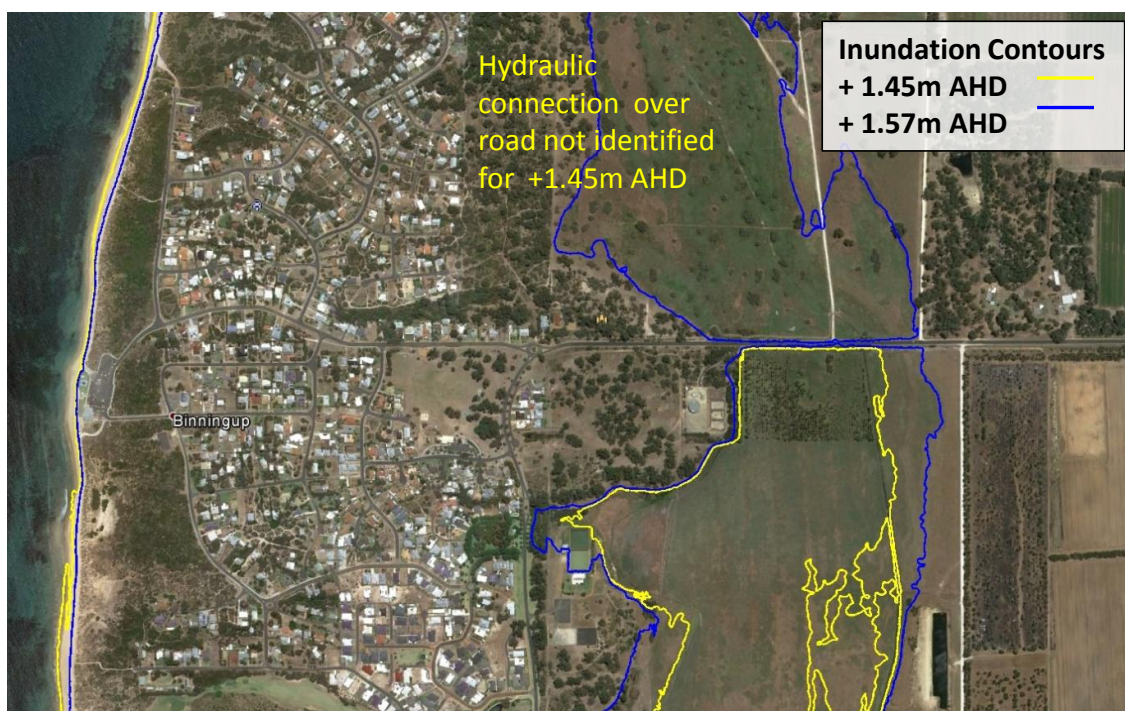 Hydraulic
connection over
road not identified
for +1.45m AHD
Inundation Contours
+ 1.45m AHD
+ 1.57m AHD
Binningup